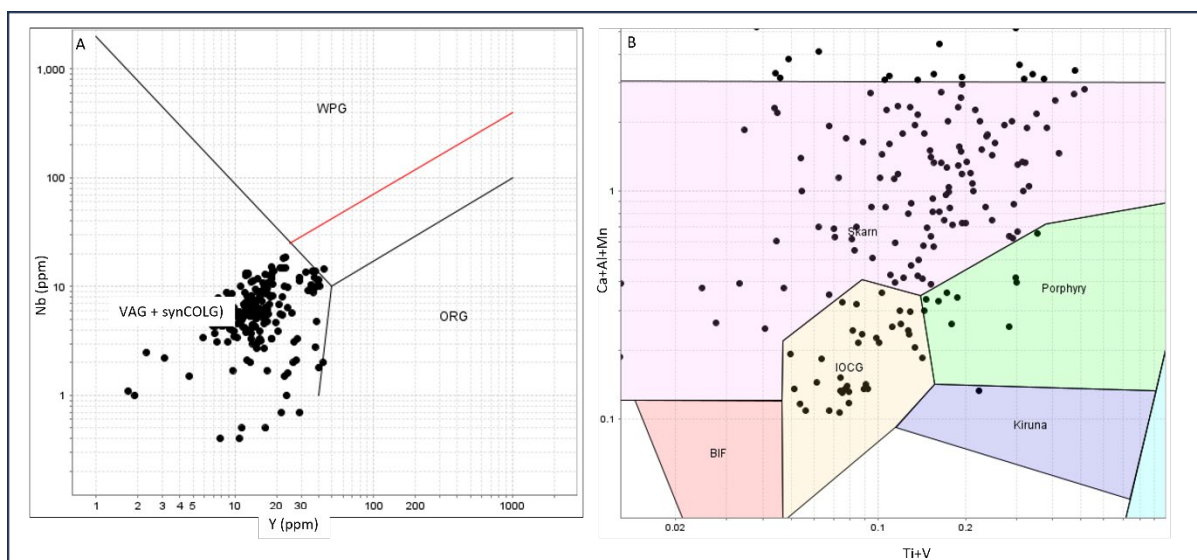 A
1,000
WPG
100
Nb (ppm)
10
VAG + synCOLG)
ORG
1
1 2 3 4 5 10 20 30 100 200 1000
Y (ppm)
B
Ca+Al+Mn
1
Skarn
Porphyry
IOCG
0.1
Kiruna
BIF
0.02 0.1 0.2
Ti+V